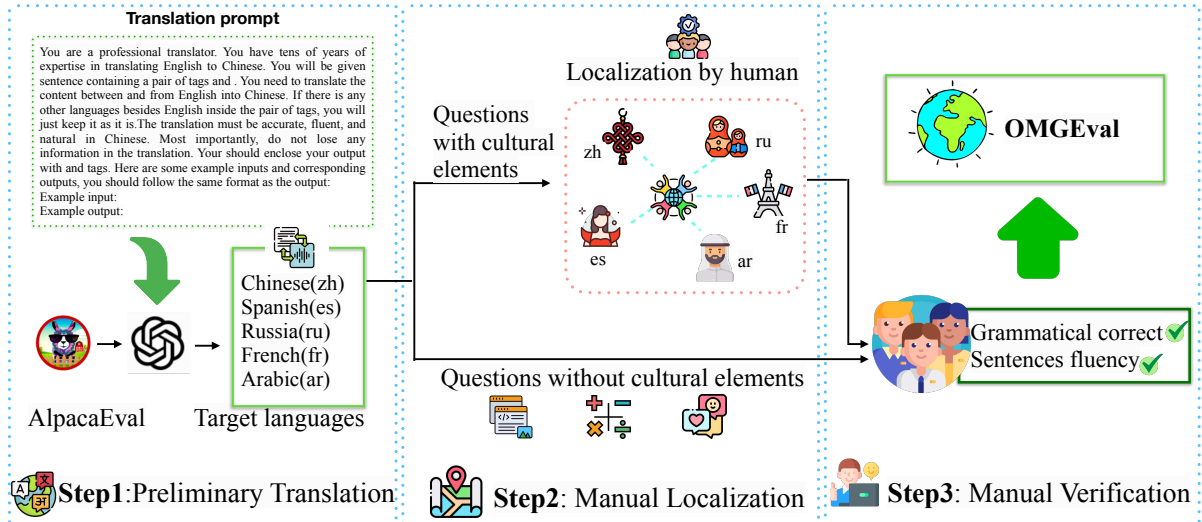 Translation prompt
You are a professional translator. You have tens of years of
expertise in translating English to Chinese. You will be given
sentence containing a pair of tags and . You need to translate the
content between and from English into Chinese. If there is any
other languages besides English inside the pair of tags, you will
just keep it as it is.The translation must be accurate, fluent, and
natural in Chinese. Most importantly, do not lose any
information in the translation. Your should enclose your output
with and tags. Here are some example inputs and corresponding
outputs, you should follow the same format as the output:
Example input:
Example output:
Chinese(zh)
Spanish(es)
Russia(ru)
French(fr)
Arabic(ar)
AlpacaEval
Target languages
Step1:Preliminary Translation
Localization by human
Questions
with cultural
elements
zh
ru
fr
es
ar
Questions without cultural elements
Step2: Manual Localization
OMGEval
Grammatical correct
Sentences fluency
Step3: Manual Verification